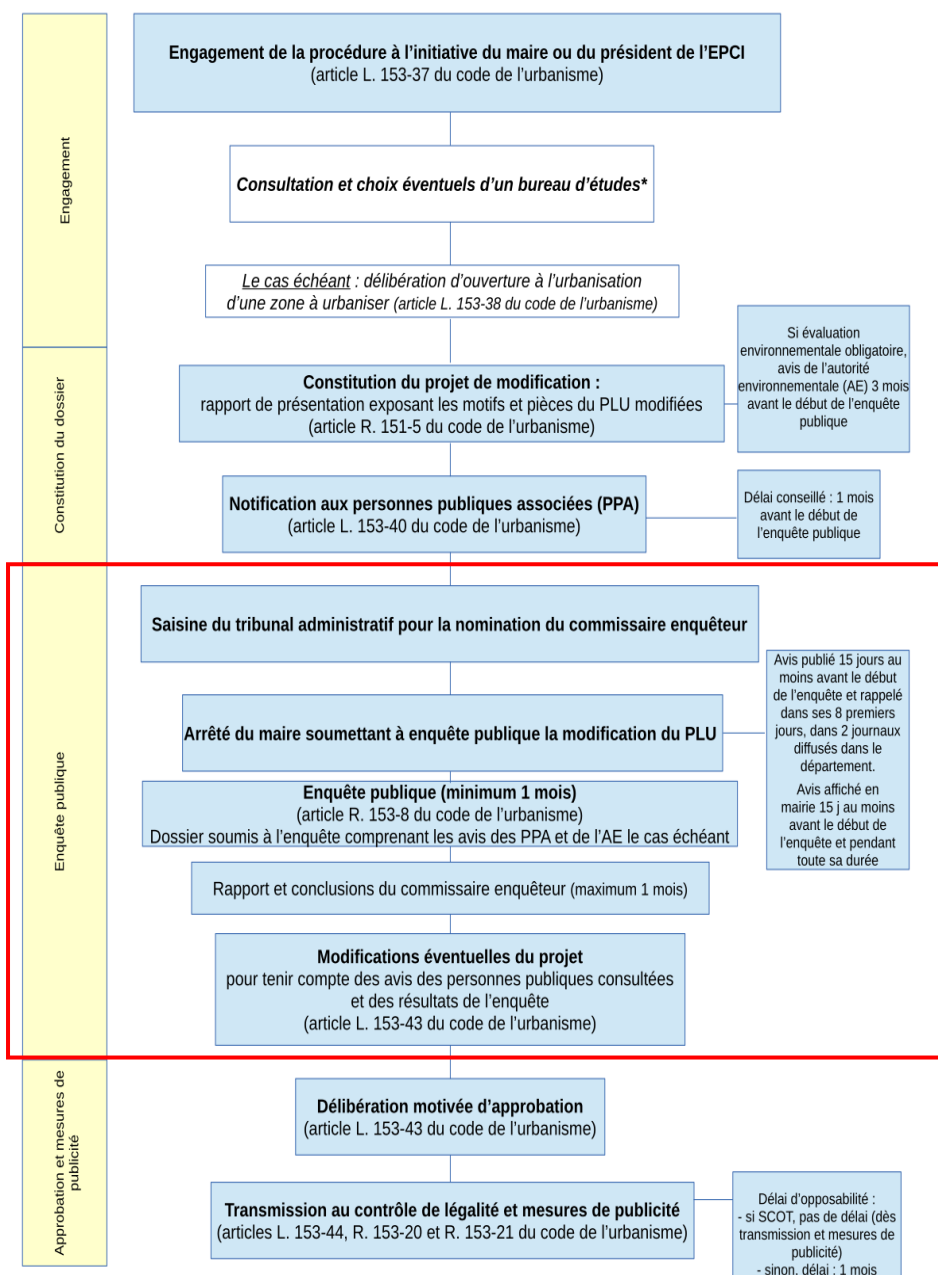 Engagement
Engagement de la procédure à l’initiative du maire ou du président de l’EPCI
(article L. 153-37 du code de l’urbanisme)
Consultation et choix éventuels d’un bureau d’études*
Le cas échéant : délibération d’ouverture à l’urbanisation
d’une zone à urbaniser (article L. 153-38 du code de l’urbanisme)
Constitution du dossier
Constitution du projet de modification :
rapport de présentation exposant les motifs et pièces du PLU modifiées
(article R. 151-5 du code de l’urbanisme)
Si évaluation
environnementale obligatoire,
avis de l’autorité
environnementale (AE) 3 mois
avant le début de l’enquête
publique
Notification aux personnes publiques associées (PPA)
(article L. 153-40 du code de l’urbanisme)
Délai conseillé : 1 mois
avant le début de
l’enquête publique
Enquête publique
Saisine du tribunal administratif pour la nomination du commissaire enquêteur
Arrêté du maire soumettant à enquête publique la modification du PLU
Avis publié 15 jours au
moins avant le début
de l’enquête et rappelé
dans ses 8 premiers
jours, dans 2 journaux
diffusés dans le
département.
Avis affiché en
mairie 15 j au moins
avant le début de
l’enquête et pendant
toute sa durée
Enquête publique (minimum 1 mois)
(article R. 153-8 du code de l’urbanisme)
Dossier soumis à l’enquête comprenant les avis des PPA et de l’AE le cas échéant
Rapport et conclusions du commissaire enquêteur (maximum 1 mois)
Modifications éventuelles du projet
pour tenir compte des avis des personnes publiques consultées
et des résultats de l’enquête
(article L. 153-43 du code de l’urbanisme)
Approbation et mesures de
publicité
Délibération motivée d’approbation
(article L. 153-43 du code de l’urbanisme)
Transmission au contrôle de légalité et mesures de publicité
(articles L. 153-44, R. 153-20 et R. 153-21 du code de l’urbanisme)
Délai d’opposabilité :
- si SCOT, pas de délai (dès
transmission et mesures de
publicité)
- sinon, délai : 1 mois